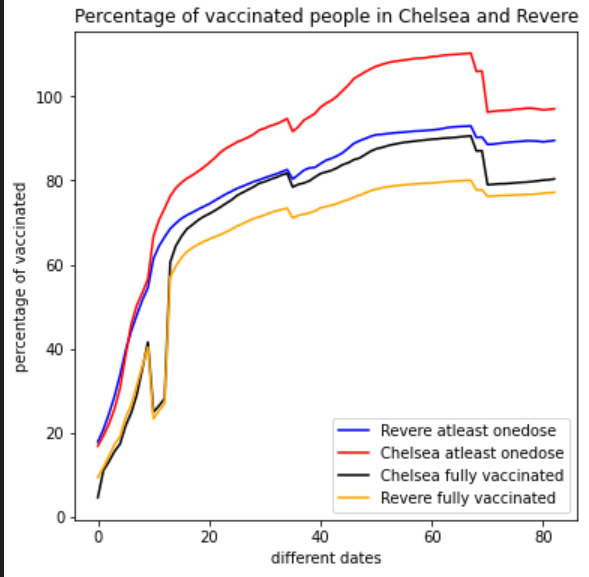 Percentage of vaccinated people in Chelsea and Revere
percentage of vaccinated
100
80
60
40
20
0
Revere atleast onedose
Chelsea atleast onedose
Chelsea fully vaccinated
Revere fully vaccinated
0 20 40 60 80
different dates